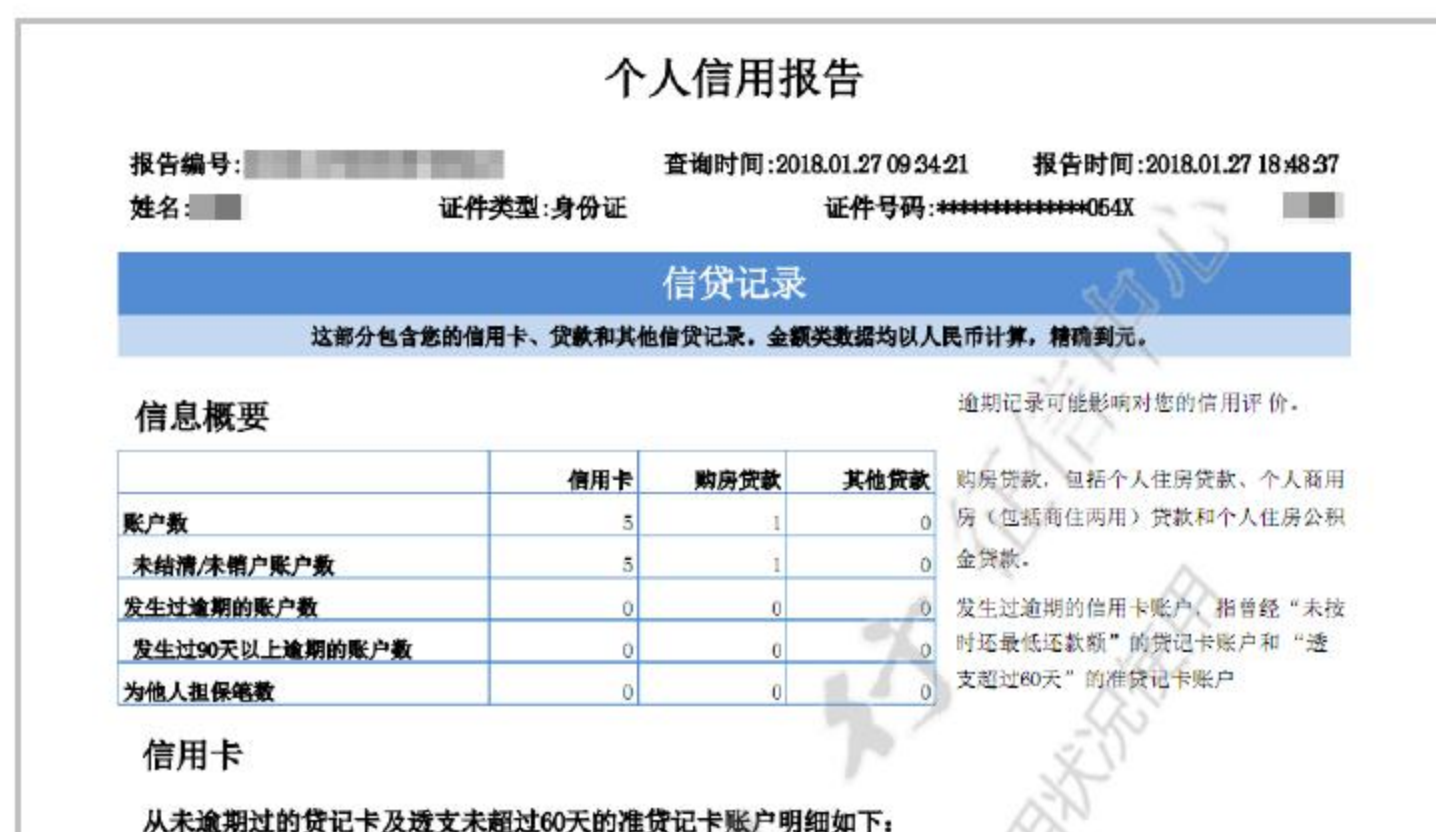 个人信用报告
报告编号: 查询时间:2018.01.27 09:34:21 报告时间:2018.01.27 18:48:37
姓名: 证件类型:身份证 证件号码:**************054X
信贷记录
这部分包含您的信用卡、贷款和其他信贷记录。金额类数据均以人民币计算，精确到元。
信息概要
逾期记录可能影响对您的信用评 价。
信用卡 购房贷款 其他贷款
账户数 5 1 0
未结清/未销户账户数 5 1 0
发生过逾期的账户数 0 0 0
发生过90天以上逾期的账户数 0 0 0
为他人担保笔数 0 0 0
购房贷款，包括个人住房贷款、个人商用
房（包括商住两用）贷款和个人住房公积
金贷款。
发生过逾期的信用卡账户，指曾经“未按
时还最低还款额”的贷记卡账户和“透
支超过60天”的准贷记卡账户
信用卡
从未逾期过的贷记卡及透支未超过60天的准贷记卡账户明细如下：
行 征信中心
用状况使用